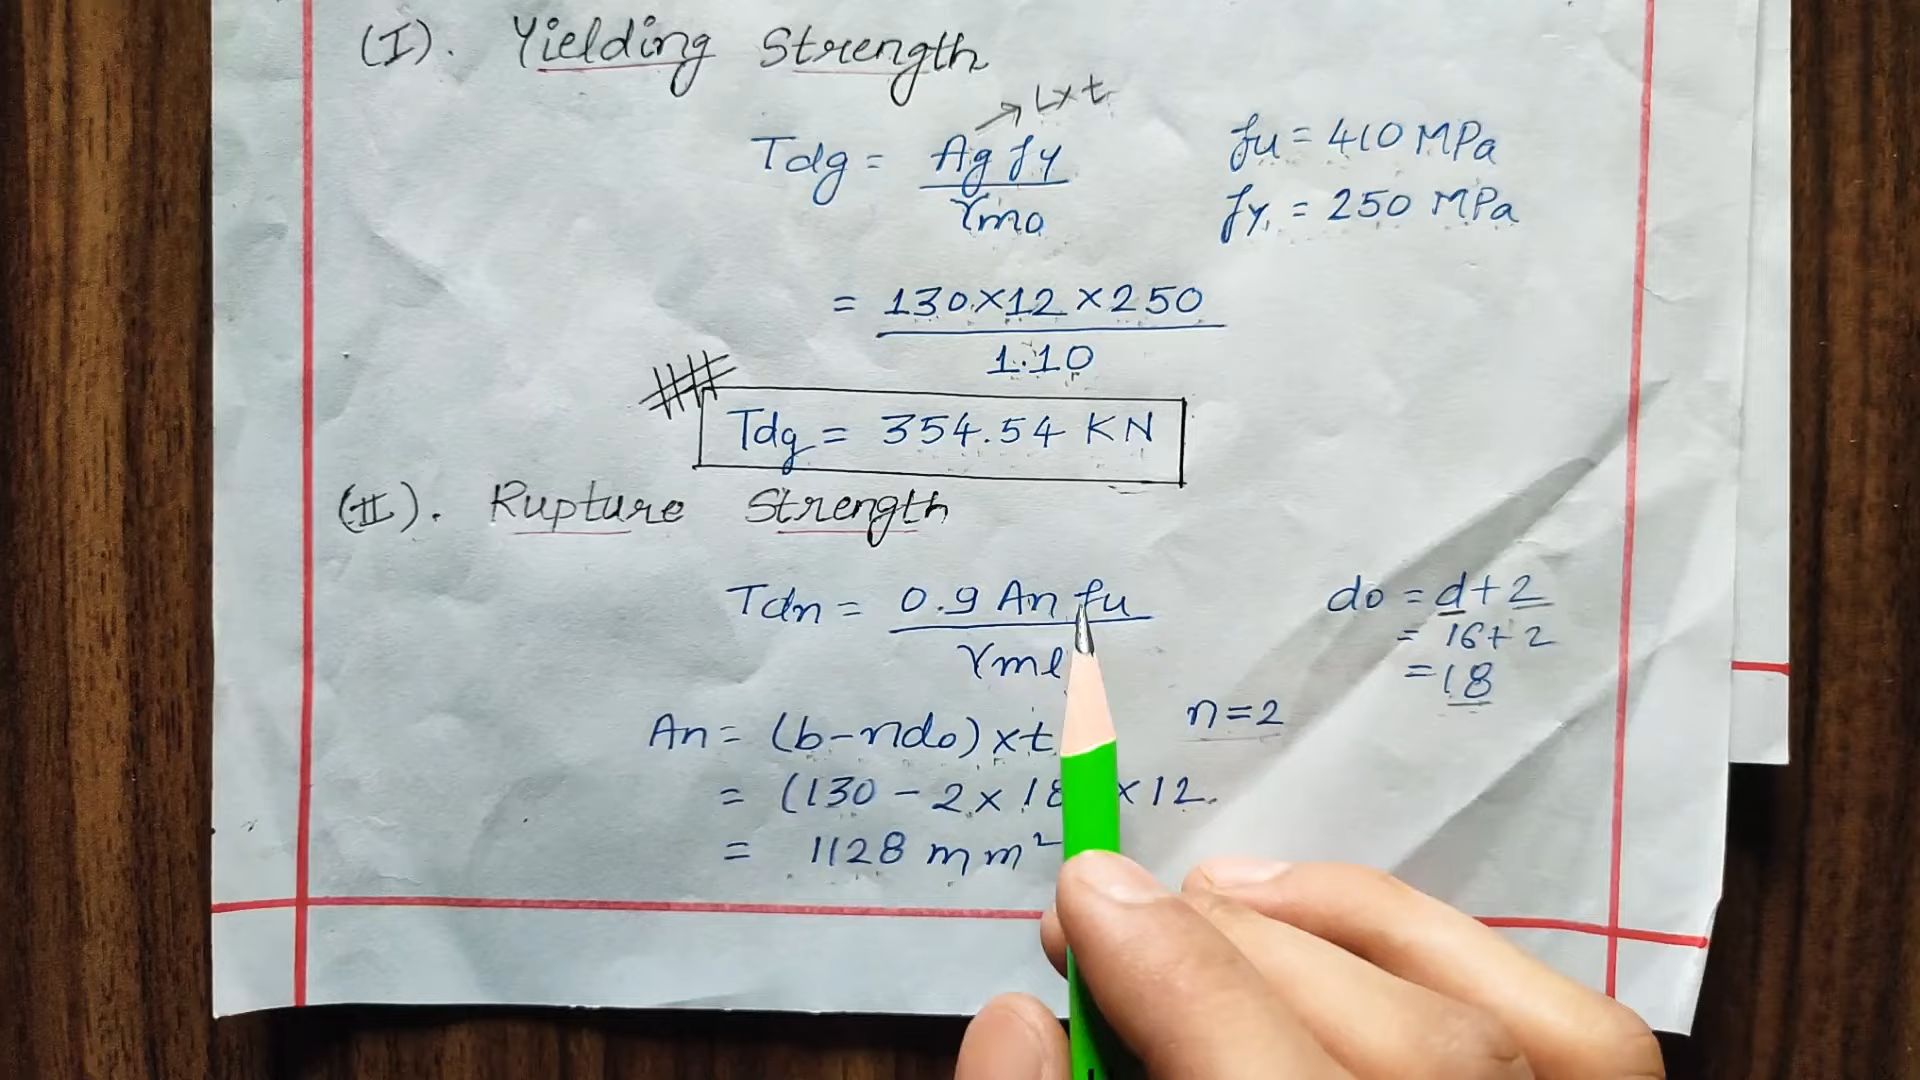 (I). Yielding Strength
L×t
Tdg = Ag fy / γmo
fu = 410 MPa
fy = 250 MPa
= 130×12×250 / 1.10
Tdg = 354.54 KN
(II). Rupture Strength
Tdn = 0.9 An fu / γml
do = d+2
= 16+2
= 18
An = (b-ndo)×t
n=2
= (130 - 2×18 ×12
= 1128 mm²